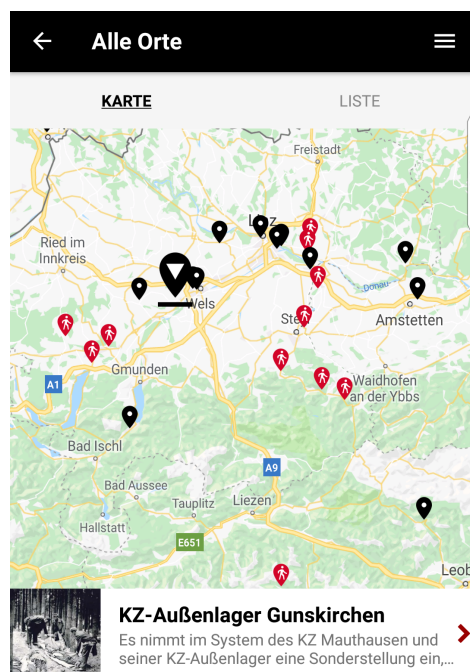 Alle Orte
KARTE
LISTE
Freistadt
Ried im
Innkreis
Wels
Donau
Amstetten
Gmunden
A1
Waidhofen
an der Ybbs
Bad Ischl
A9
Bad Aussee
Tauplitz
Liezen
Hallstatt
E651
Leob
KZ-Außenlager Gunskirchen
Es nimmt im System des KZ Mauthausen und
seiner KZ-Außenlager eine Sonderstellung ein,...